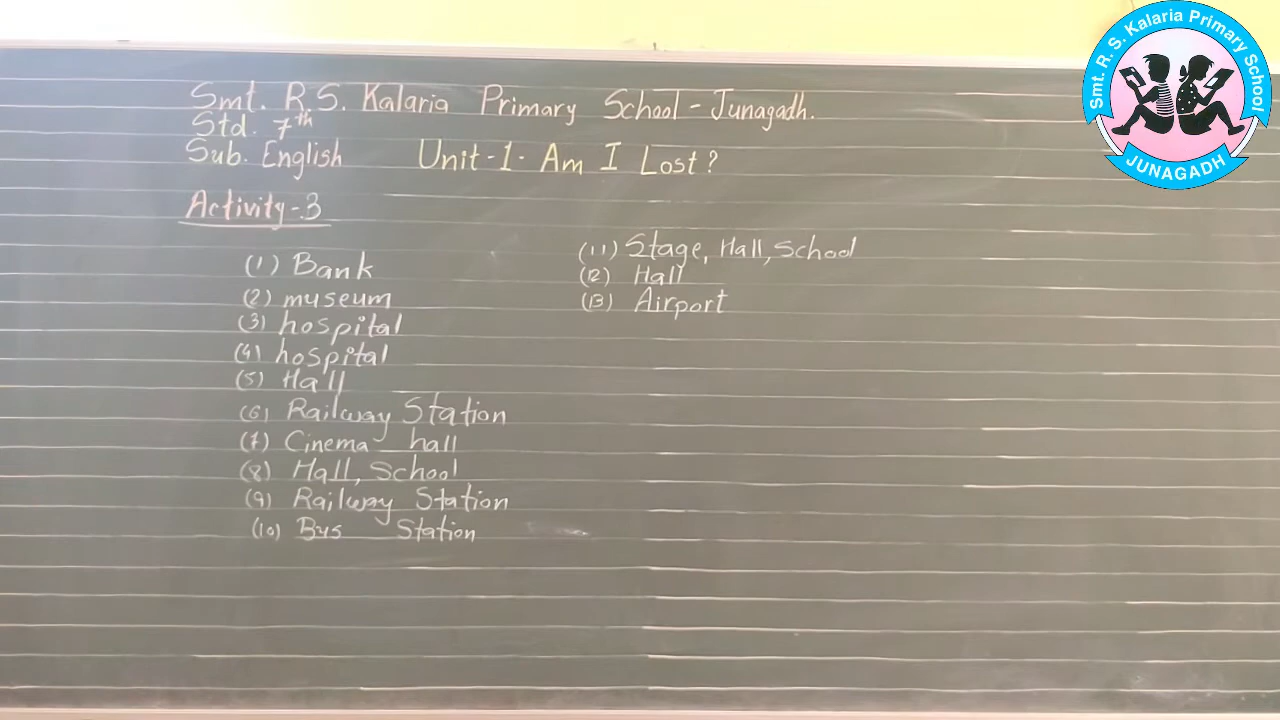 Smt. R.S. Kalaria Primary School - Junagadh.
Std. 7th
Sub. English Unit-1. Am I Lost?
Activity-3
(1) Bank
(2) museum
(3) hospital
(4) hospital
(5) Hall
(6) Railway Station
(7) Cinema hall
(8) Hall, School
(9) Railway Station
(10) Bus Station
(11) Stage, Hall, School
(12) Hall
(13) Airport
Smt. R. S. Kalaria Primary School
JUNAGADH